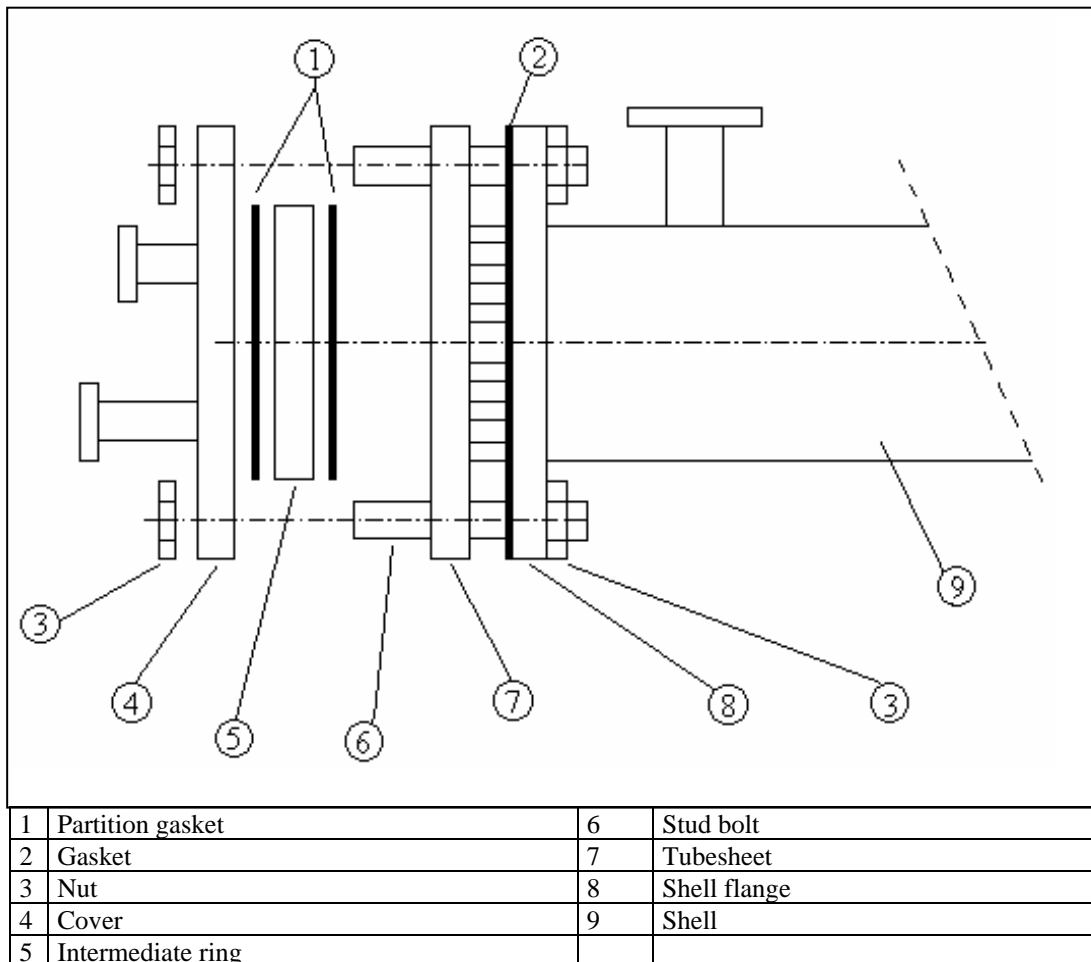 1 2
3 9
4 5 6 7 8 3
1 Partition gasket 6 Stud bolt
2 Gasket 7 Tubesheet
3 Nut 8 Shell flange
4 Cover 9 Shell
5 Intermediate ring